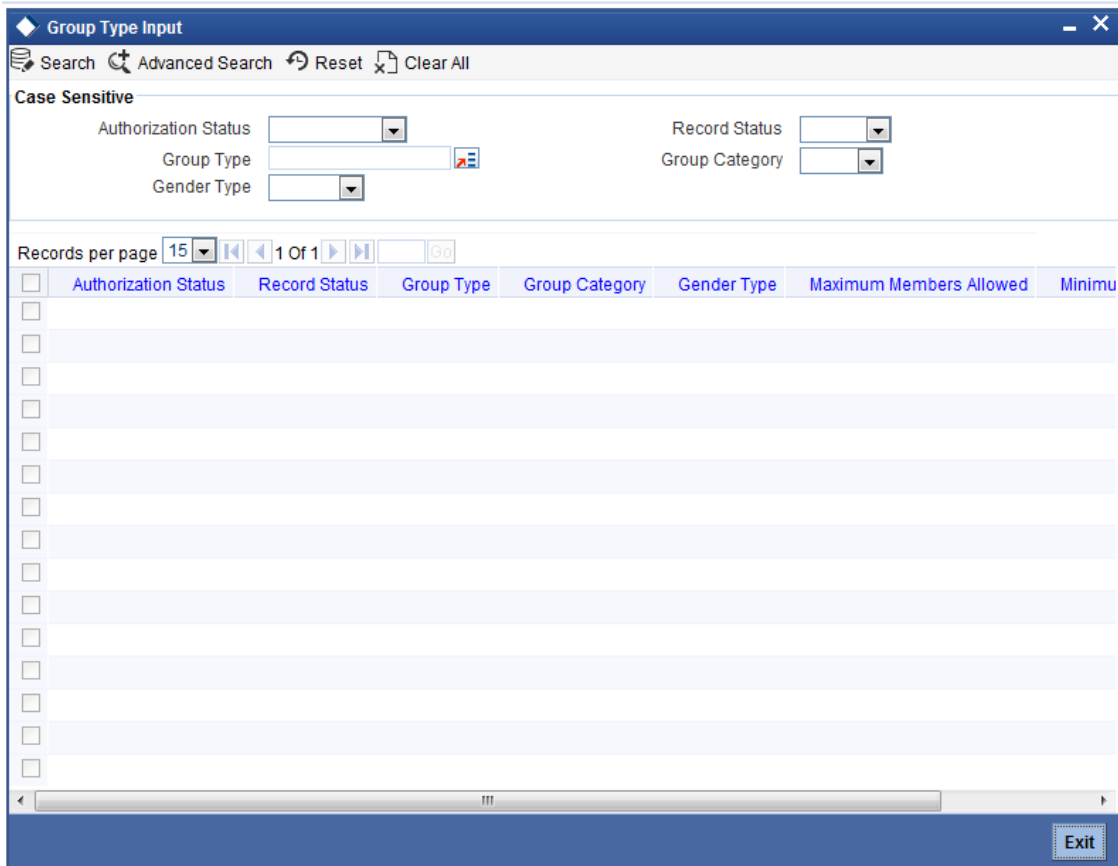 Group Type Input
Search Advanced Search Reset Clear All
Case Sensitive
Authorization Status Record Status
Group Type Group Category
Gender Type
Records per page 15 1 Of 1 Go
Authorization Status Record Status Group Type Group Category Gender Type Maximum Members Allowed Minimu
Exit